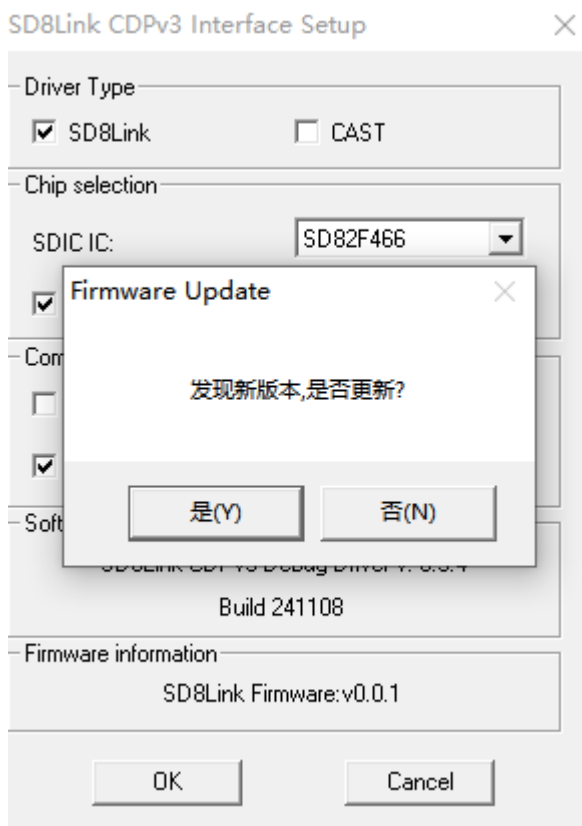 SD8Link CDPv3 Interface Setup
Driver Type
SD8Link
CAST
Chip selection
SDIC IC:
SD82F466
Firmware Update
发现新版本,是否更新?
是(Y)
否(N)
Build 241108
Firmware information
SD8Link Firmware:v0.0.1
OK
Cancel